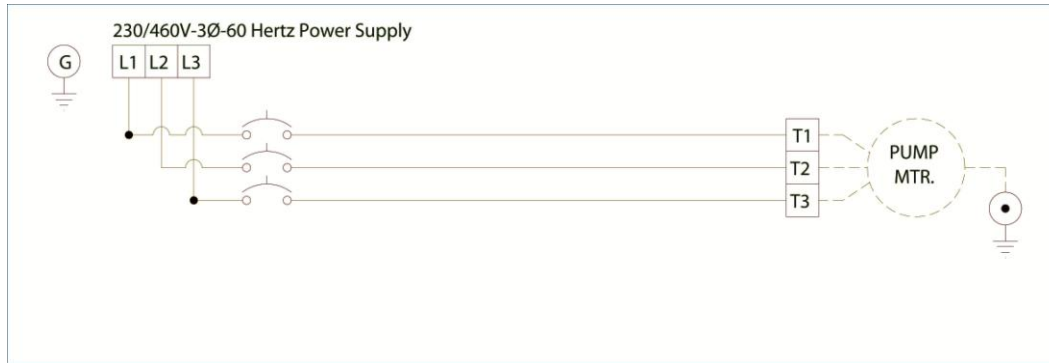 230/460V-3Ø-60 Hertz Power Supply
G
L1 L2 L3
T1
T2
T3
PUMP
MTR.